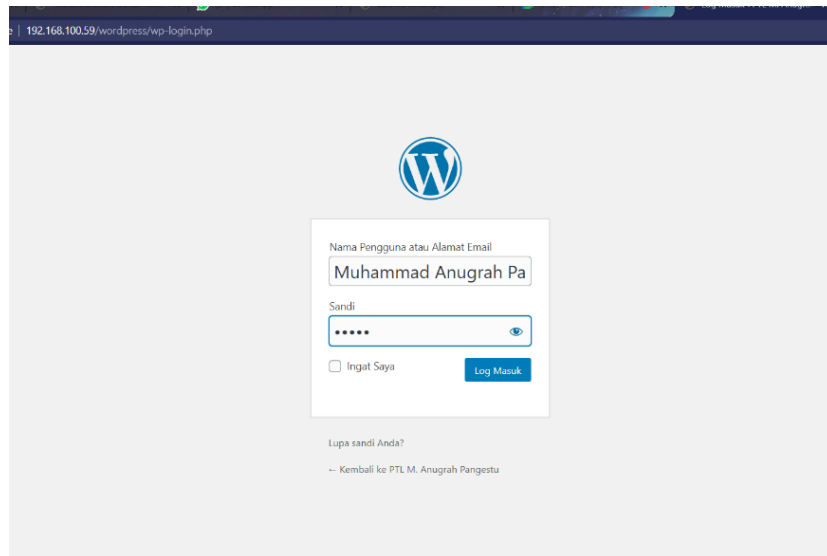 192.168.100.59/wordpress/wp-login.php
Nama Pengguna atau Alamat Email
Muhammad Anugrah Pa
Sandi
Ingat Saya
Log Masuk
Lupa sandi Anda?
← Kembali ke PTL M. Anugrah Pangestu